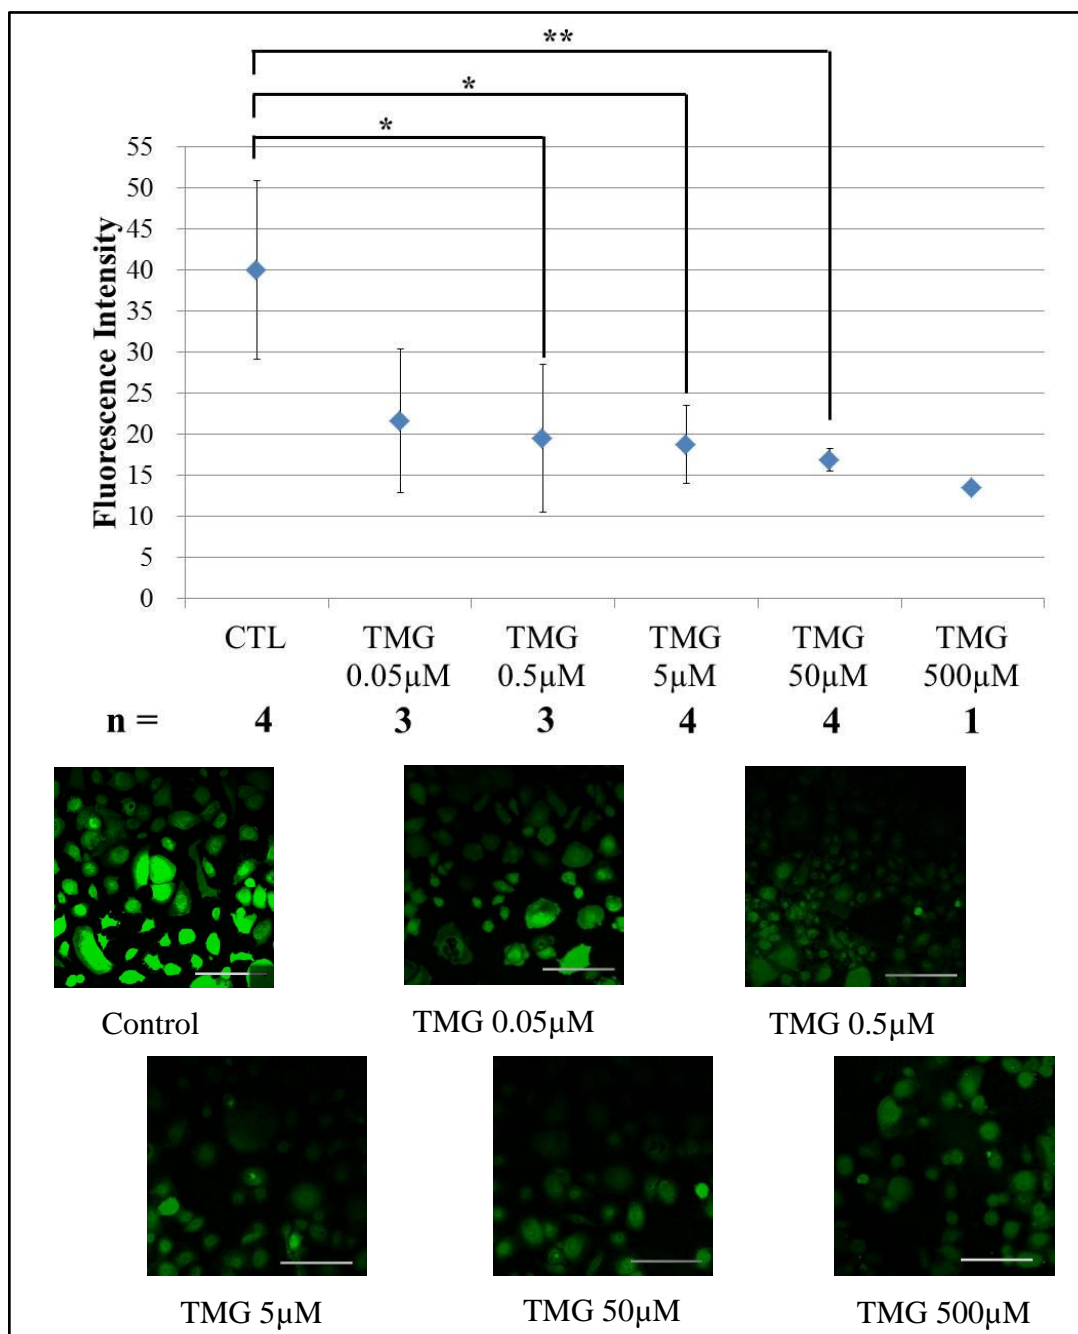 **
*
*
55
50
45
40
35
30
25
20
15
10
5
0
Fluorescence Intensity
CTL TMG TMG TMG TMG TMG
0.05µM 0.5µM 5µM 50µM 500µM
n = 4 3 3 4 4 1
Control TMG 0.05µM TMG 0.5µM
TMG 5µM TMG 50µM TMG 500µM